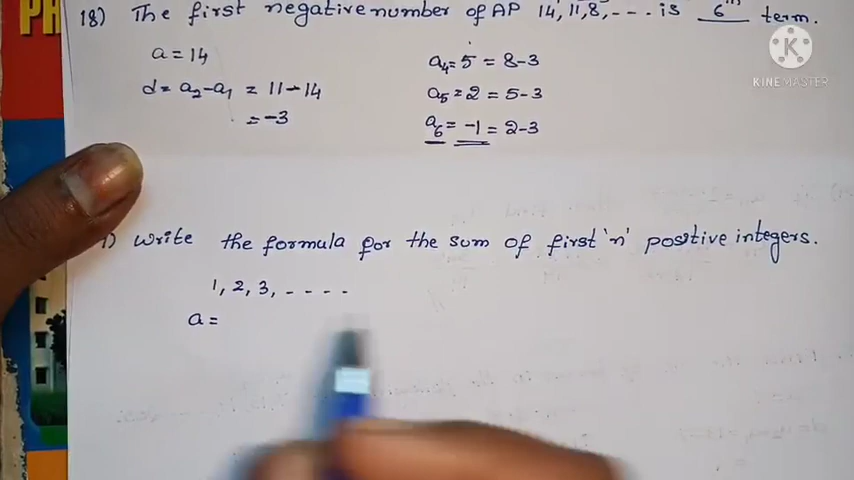 18) The first negative number of AP 14, 11, 8, - - - . is 6th term.
a = 14
d = a2-a1 = 11-14
= -3
a4 = 5 = 8-3
a5 = 2 = 5-3
a6 = -1 = 2-3
KINEMASTER
) Write the formula for the sum of first 'n' positive integers.
1, 2, 3, - - - -
a =